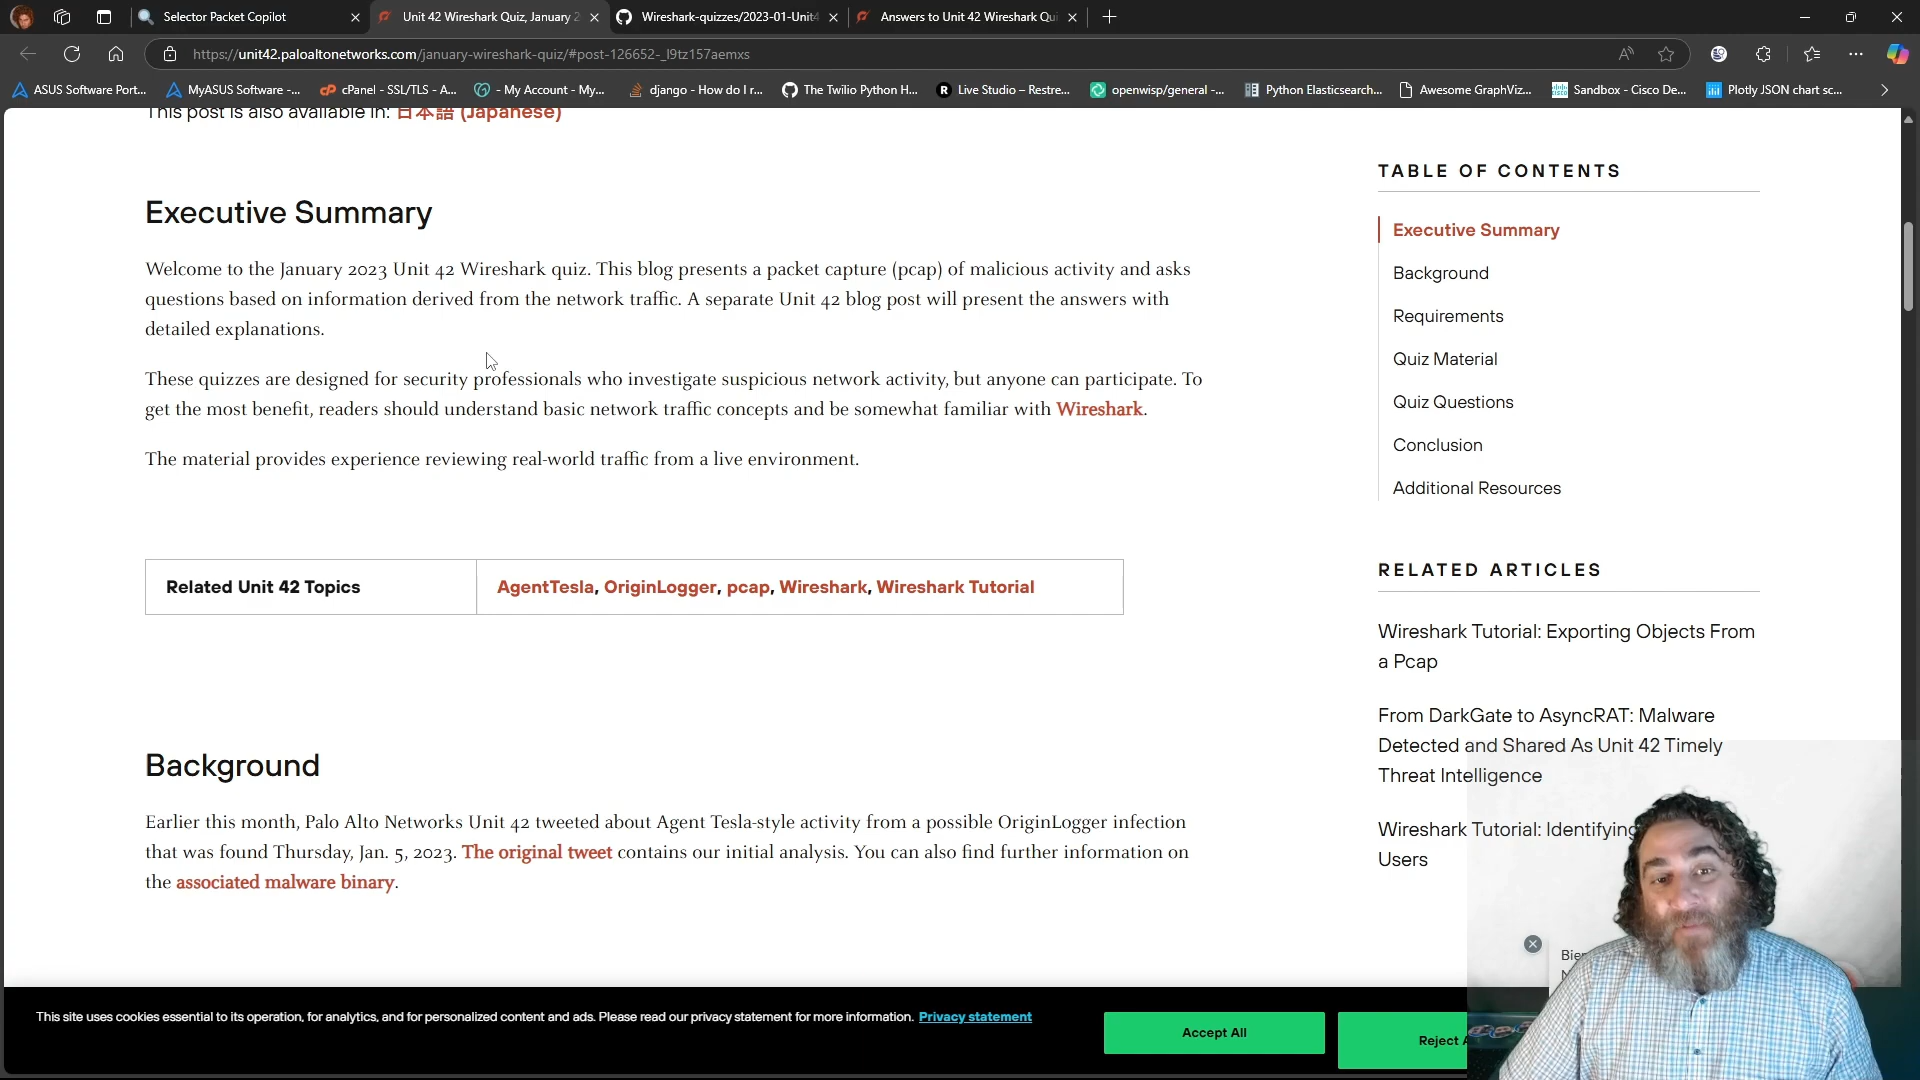 Selector Packet Copilot
Unit 42 Wireshark Quiz, January 2
Wireshark-quizzes/2023-01-Unit4
Answers to Unit 42 Wireshark Qu
https://unit42.paloaltonetworks.com/january-wireshark-quiz/#post-126652-_l9tz157aemxs
ASUS Software Port...
MyASUS Software -...
cPanel - SSL/TLS - A...
- My Account - My...
django - How do I r...
The Twilio Python H...
Live Studio – Restre...
openwisp/general -...
Python Elasticsearch...
Awesome GraphViz...
Sandbox - Cisco De...
Plotly JSON chart sc...
This post is also available in: 日本語 (Japanese)
Executive Summary
Welcome to the January 2023 Unit 42 Wireshark quiz. This blog presents a packet capture (pcap) of malicious activity and asks
questions based on information derived from the network traffic. A separate Unit 42 blog post will present the answers with
detailed explanations.
These quizzes are designed for security professionals who investigate suspicious network activity, but anyone can participate. To
get the most benefit, readers should understand basic network traffic concepts and be somewhat familiar with Wireshark.
The material provides experience reviewing real-world traffic from a live environment.
Related Unit 42 Topics
AgentTesla, OriginLogger, pcap, Wireshark, Wireshark Tutorial
Background
Earlier this month, Palo Alto Networks Unit 42 tweeted about Agent Tesla-style activity from a possible OriginLogger infection
that was found Thursday, Jan. 5, 2023. The original tweet contains our initial analysis. You can also find further information on
the associated malware binary.
TABLE OF CONTENTS
Executive Summary
Background
Requirements
Quiz Material
Quiz Questions
Conclusion
Additional Resources
RELATED ARTICLES
Wireshark Tutorial: Exporting Objects From
a Pcap
From DarkGate to AsyncRAT: Malware
Detected and Shared As Unit 42 Timely
Threat Intelligence
Wireshark Tutorial: Identifying
Users
This site uses cookies essential to its operation, for analytics, and for personalized content and ads. Please read our privacy statement for more information. Privacy statement
Accept All
Reject